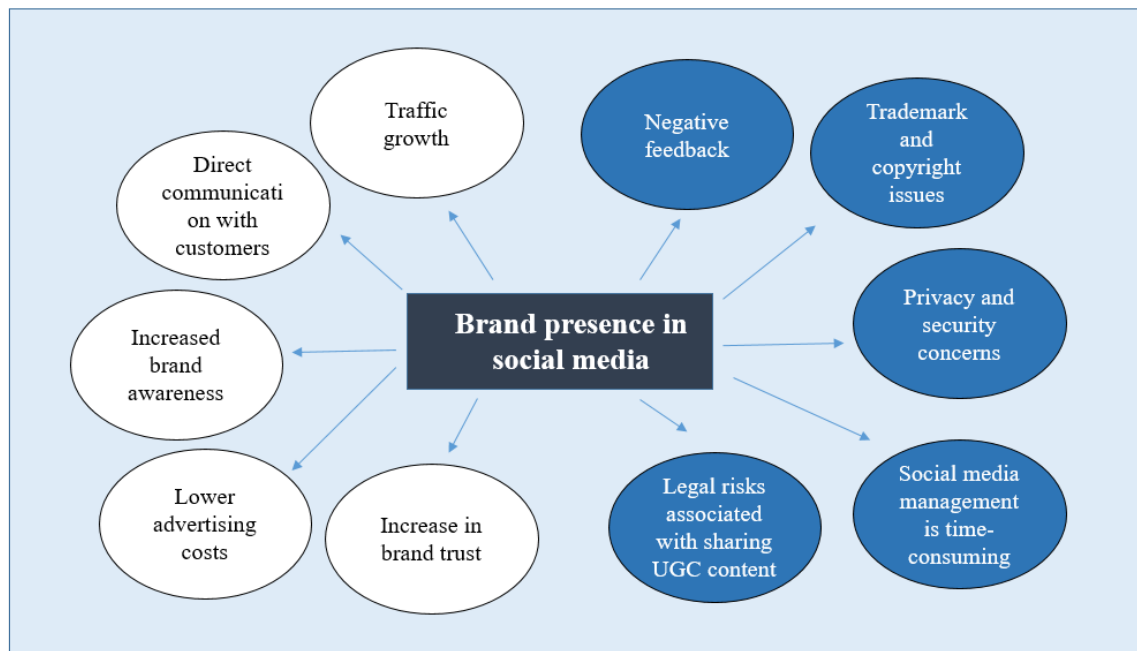 Traffic
growth
Negative
feedback
Trademark
and
copyright
issues
Direct
communicati
on with
customers
Brand presence in
social media
Privacy and
security
concerns
Increased
brand
awareness
Lower
advertising
costs
Increase in
brand trust
Legal risks
associated
with sharing
UGC content
Social media
management
is time-
consuming